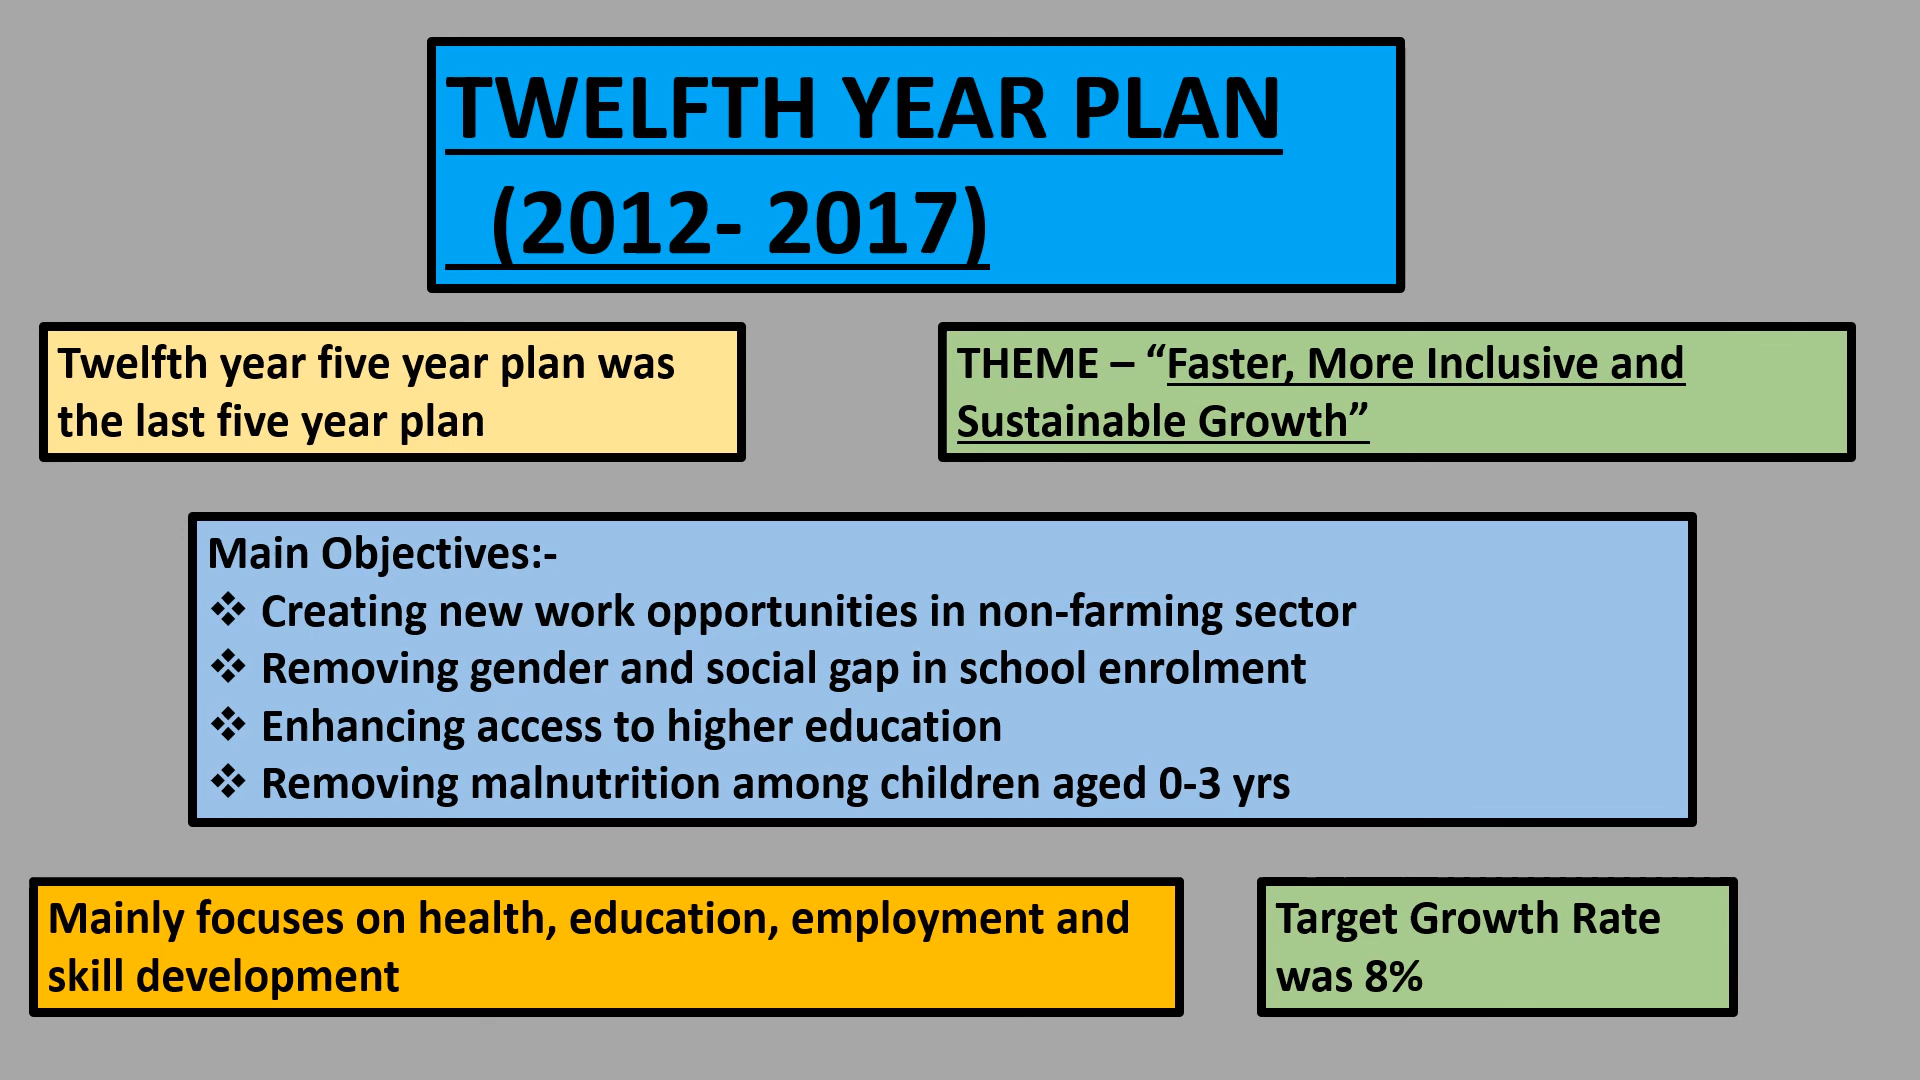 TWELFTH YEAR PLAN
(2012- 2017)
Twelfth year five year plan was
the last five year plan
THEME – “Faster, More Inclusive and
Sustainable Growth”
Main Objectives:-
❖ Creating new work opportunities in non-farming sector
❖ Removing gender and social gap in school enrolment
❖ Enhancing access to higher education
❖ Removing malnutrition among children aged 0-3 yrs
Mainly focuses on health, education, employment and
skill development
Target Growth Rate
was 8%